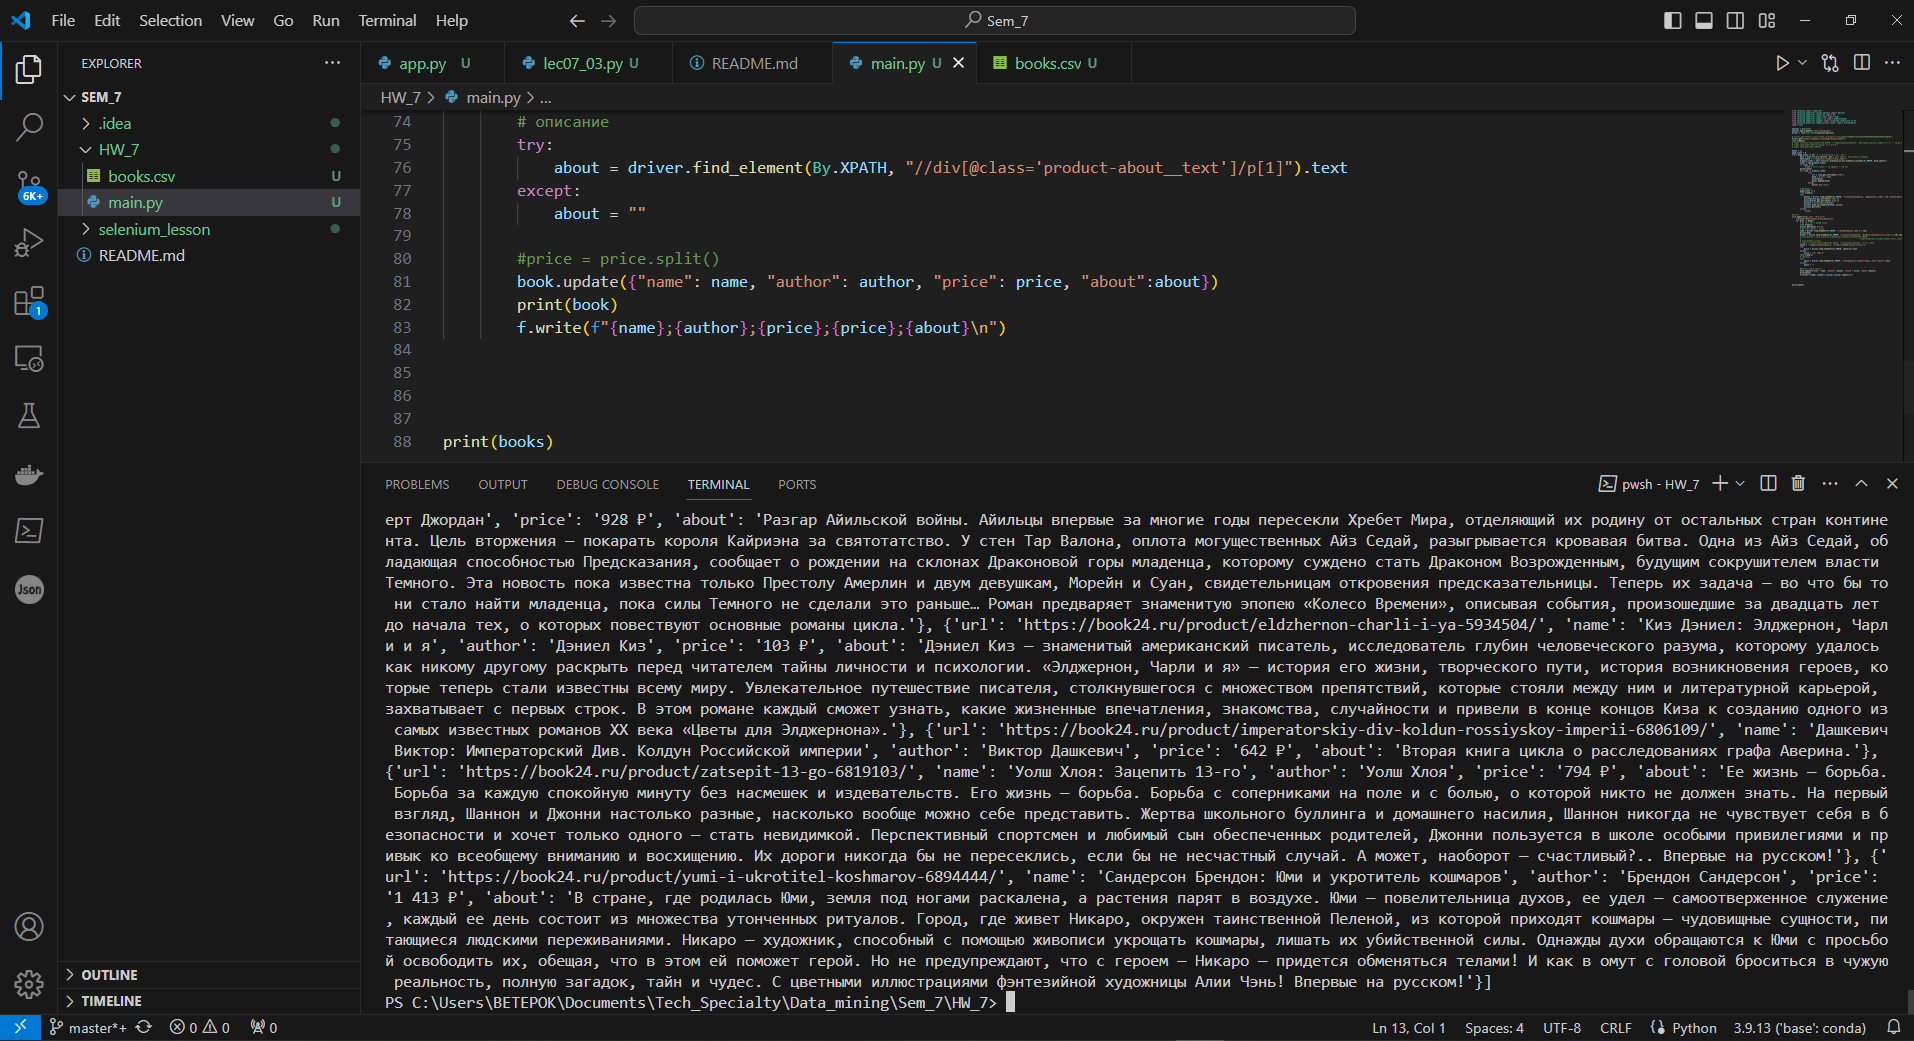 File Edit Selection View Go Run Terminal Help
Sem_7
EXPLORER
SEM_7
.idea
HW_7
books.csv U
main.py U
selenium_lesson
README.md
6K+
1
Json
OUTLINE
TIMELINE
app.py U lec07_03.py U README.md main.py U books.csv U
HW_7 > main.py > ...
74 # описание
75 try:
76 about = driver.find_element(By.XPATH, "//div[@class='product-about__text']/p[1]").text
77 except:
78 about = ""
79
80 #price = price.split()
81 book.update({"name": name, "author": author, "price": price, "about":about})
82 print(book)
83 f.write(f"{name};{author};{price};{price};{about}\n")
84
85
86
87
88 print(books)
PROBLEMS OUTPUT DEBUG CONSOLE TERMINAL PORTS
pwsh - HW_7
ерт Джордан', 'price': '928 ₽', 'about': 'Разгар Айильской войны. Айильцы впервые за многие годы пересекли Хребет Мира, отделяющий их родину от остальных стран контине
нта. Цель вторжения — покарать короля Кайриэна за святотатство. У стен Тар Валона, оплота могущественных Айз Седай, разыгрывается кровавая битва. Одна из Айз Седай, об
ладающая способностью Предсказания, сообщает о рождении на склонах Драконовой горы младенца, которому суждено стать Драконом Возрожденным, будущим сокрушителем власти
Темного. Эта новость пока известна только Престолу Амерлин и двум девушкам, Морейн и Суан, свидетельницам откровения предсказательницы. Теперь их задача — во что бы то
ни стало найти младенца, пока силы Темного не сделали это раньше… Роман предваряет знаменитую эпопею «Колесо Времени», описывая события, произошедшие за двадцать лет
до начала тех, о которых повествуют основные романы цикла.'}, {'url': 'https://book24.ru/product/eldzhernon-charli-i-ya-5934504/', 'name': 'Киз Дэниел: Элджернон, Чарл
и и я', 'author': 'Дэниел Киз', 'price': '103 ₽', 'about': 'Дэниел Киз — знаменитый американский писатель, исследователь глубин человеческого разума, которому удалось
как никому другому раскрыть перед читателем тайны личности и психологии. «Элджернон, Чарли и я» — история его жизни, творческого пути, история возникновения героев, ко
торые теперь стали известны всему миру. Увлекательное путешествие писателя, столкнувшегося с множеством препятствий, которые стояли между ним и литературной карьерой,
захватывает с первых строк. В этом романе каждый сможет узнать, какие жизненные впечатления, знакомства, случайности и привели в конце концов Киза к созданию одного из
самых известных романов XX века «Цветы для Элджернона».'}, {'url': 'https://book24.ru/product/imperatorskiy-div-koldun-rossiyskoy-imperii-6806109/', 'name': 'Дашкевич
Виктор: Императорский Див. Колдун Российской империи', 'author': 'Виктор Дашкевич', 'price': '642 ₽', 'about': 'Вторая книга цикла о расследованиях графа Аверина.'},
{'url': 'https://book24.ru/product/zatsepit-13-go-6819103/', 'name': 'Уолш Хлоя: Зацепить 13-го', 'author': 'Уолш Хлоя', 'price': '794 ₽', 'about': 'Ее жизнь — борьба.
Борьба за каждую спокойную минуту без насмешек и издевательств. Его жизнь — борьба. Борьба с соперниками на поле и с болью, о которой никто не должен знать. На первый
взгляд, Шаннон и Джонни настолько разные, насколько вообще можно себе представить. Жертва школьного буллинга и домашнего насилия, Шаннон никогда не чувствует себя в б
езопасности и хочет только одного — стать невидимкой. Перспективный спортсмен и любимый сын обеспеченных родителей, Джонни пользуется в школе особыми привилегиями и пр
ивык ко всеобщему вниманию и восхищению. Их дороги никогда бы не пересеклись, если бы не несчастный случай. А может, наоборот — счастливый?.. Впервые на русском!'}, {'
url': 'https://book24.ru/product/yumi-i-ukrotitel-koshmarov-6894444/', 'name': 'Сандерсон Брендон: Юми и укротитель кошмаров', 'author': 'Брендон Сандерсон', 'price':
'1 413 ₽', 'about': 'В стране, где родилась Юми, земля под ногами раскалена, а растения парят в воздухе. Юми — повелительница духов, ее удел — самоотверженное служение
, каждый ее день состоит из множества утонченных ритуалов. Город, где живет Никаро, окружен таинственной Пеленой, из которой приходят кошмары — чудовищные сущности, пи
тающиеся людскими переживаниями. Никаро — художник, способный с помощью живописи укрощать кошмары, лишать их убийственной силы. Однажды духи обращаются к Юми с просьбо
й освободить их, обещая, что в этом ей поможет герой. Но не предупреждают, что с героем — Никаро — придется обменяться телами! И как в омут с головой броситься в чужую
реальность, полную загадок, тайн и чудес. С цветными иллюстрациями фэнтезийной художницы Алии Чэнь! Впервые на русском!'}]
PS C:\Users\BETEPOK\Documents\Tech_Specialty\Data_mining\Sem_7\HW_7>
master*+ 0 0 0 Ln 13, Col 1 Spaces: 4 UTF-8 CRLF Python 3.9.13 ('base': conda)